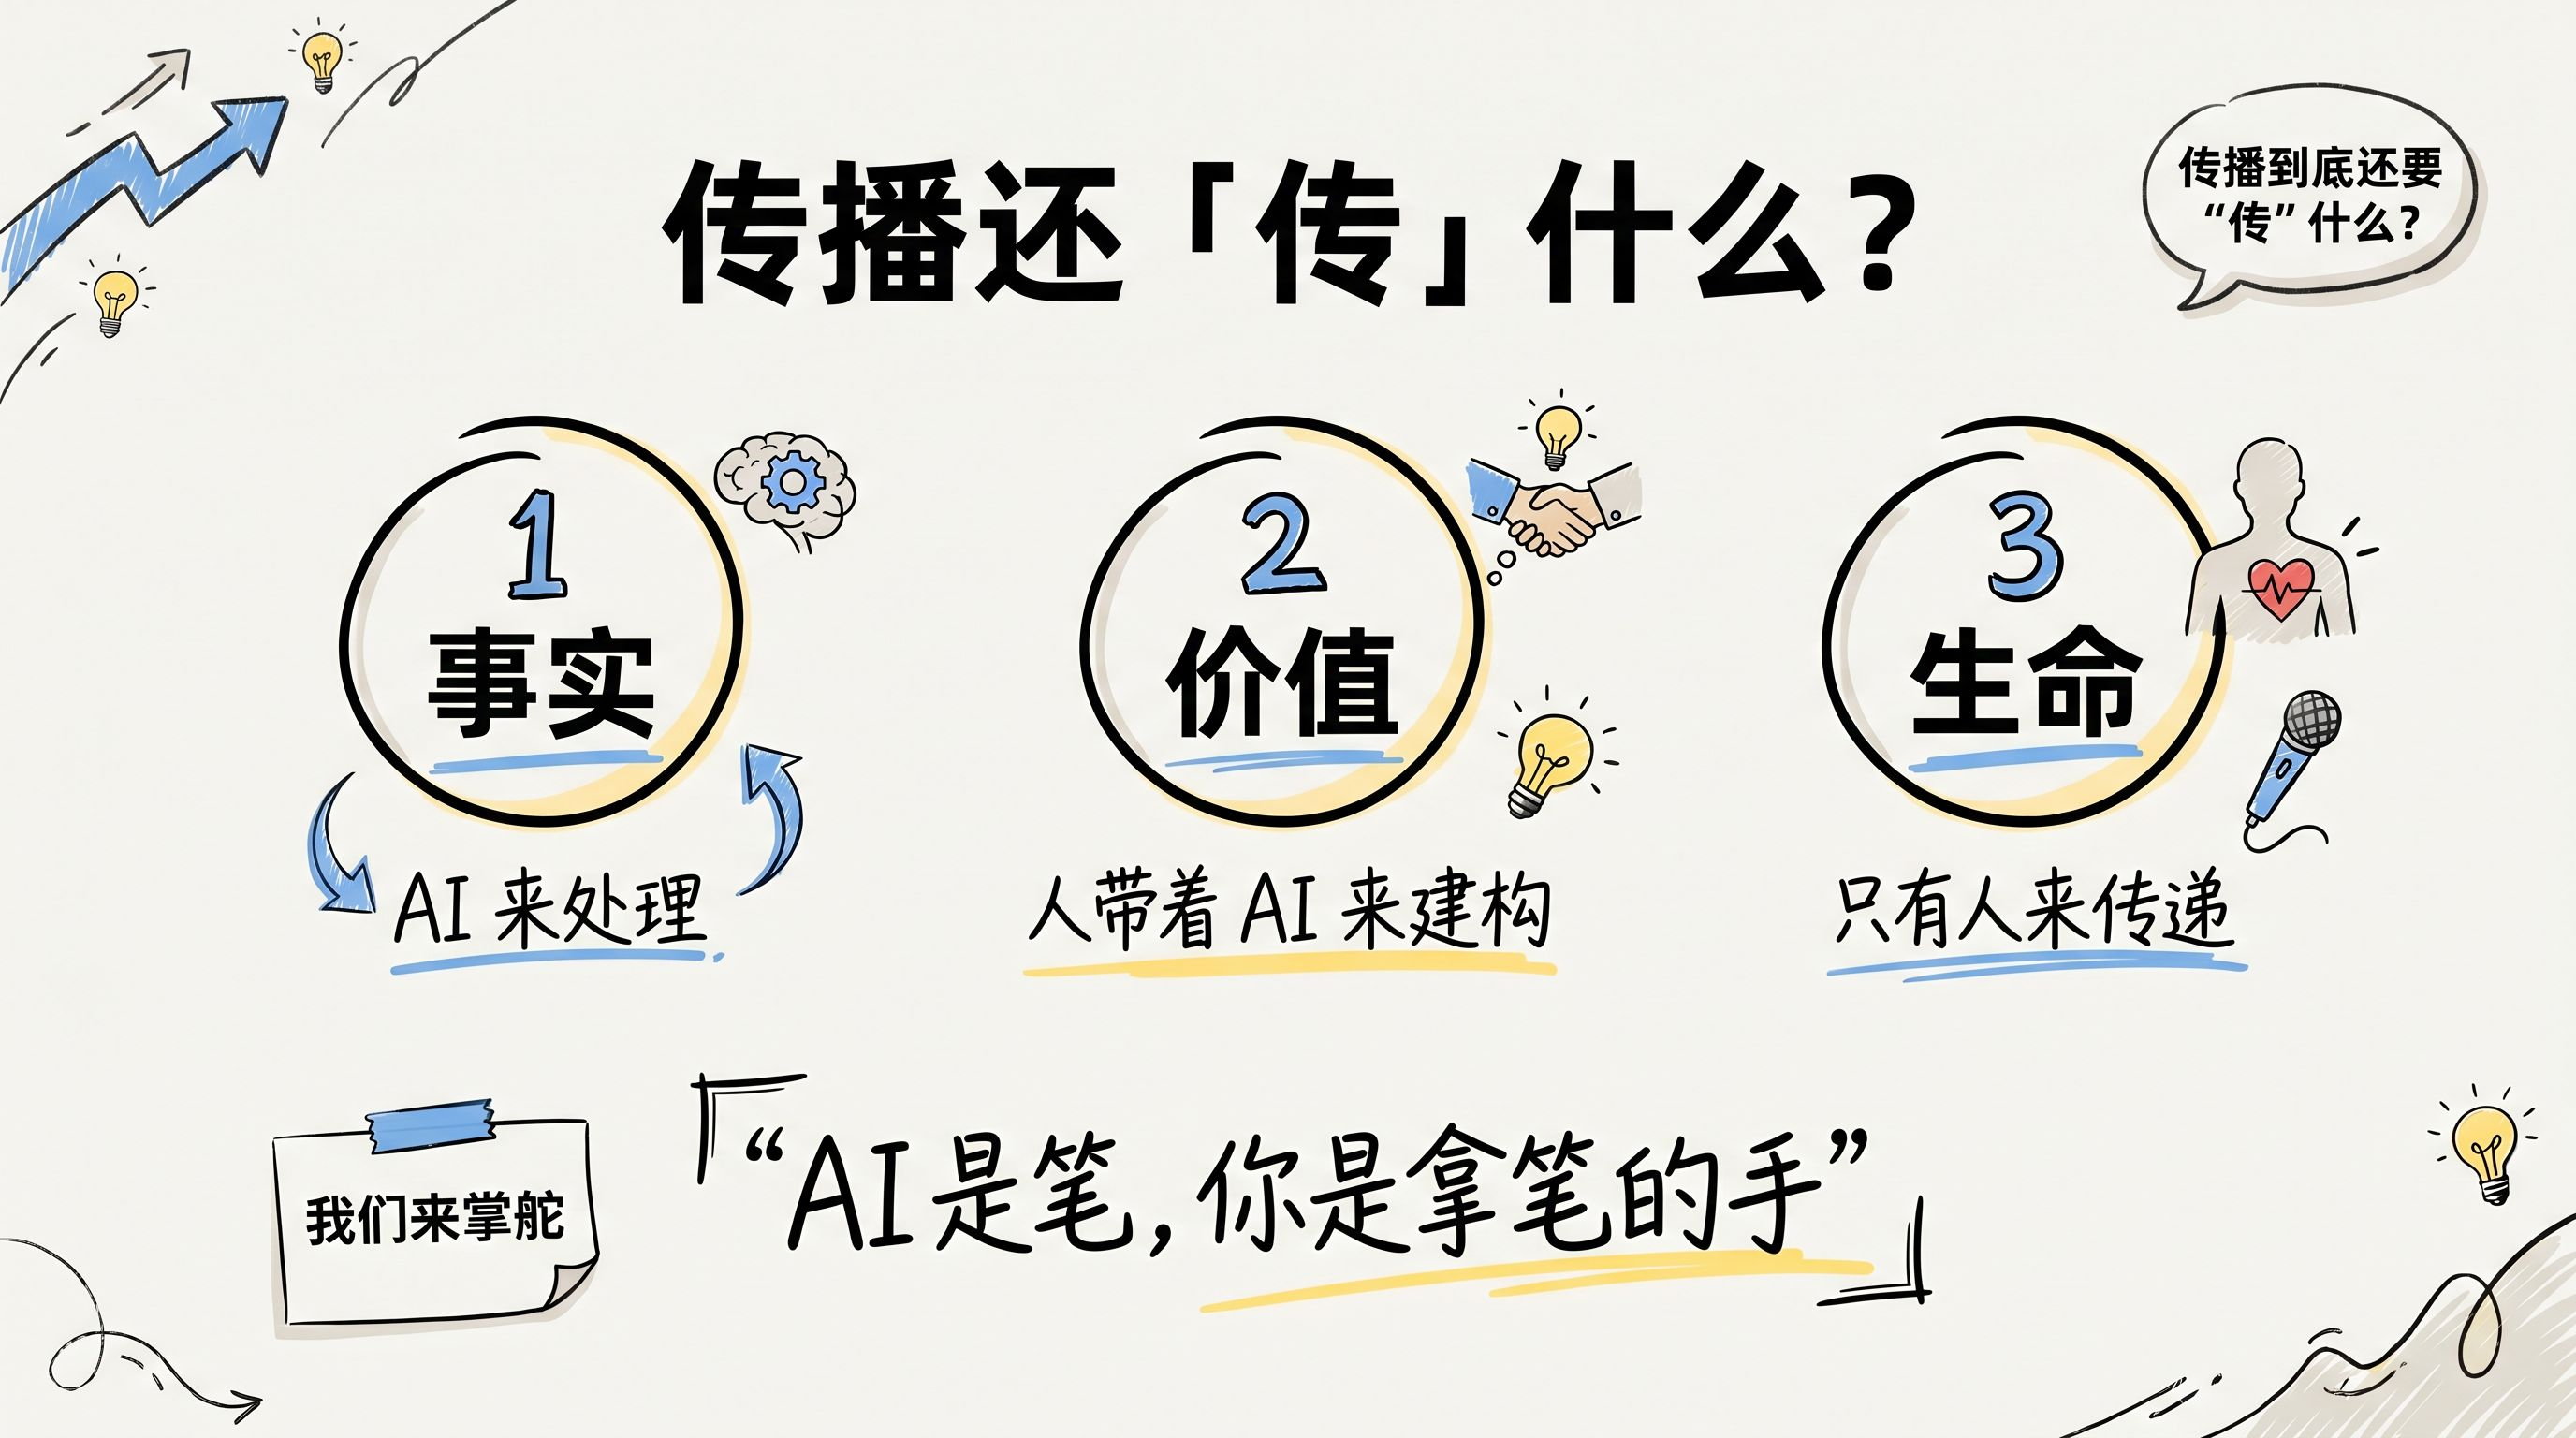 传播还「传」什么？
传播到底还要
“传”什么？
1
事实
AI 来处理
2
价值
人带着 AI 来建构
3
生命
只有人来传递
我们来掌舵
“AI 是笔，你是拿笔的手”